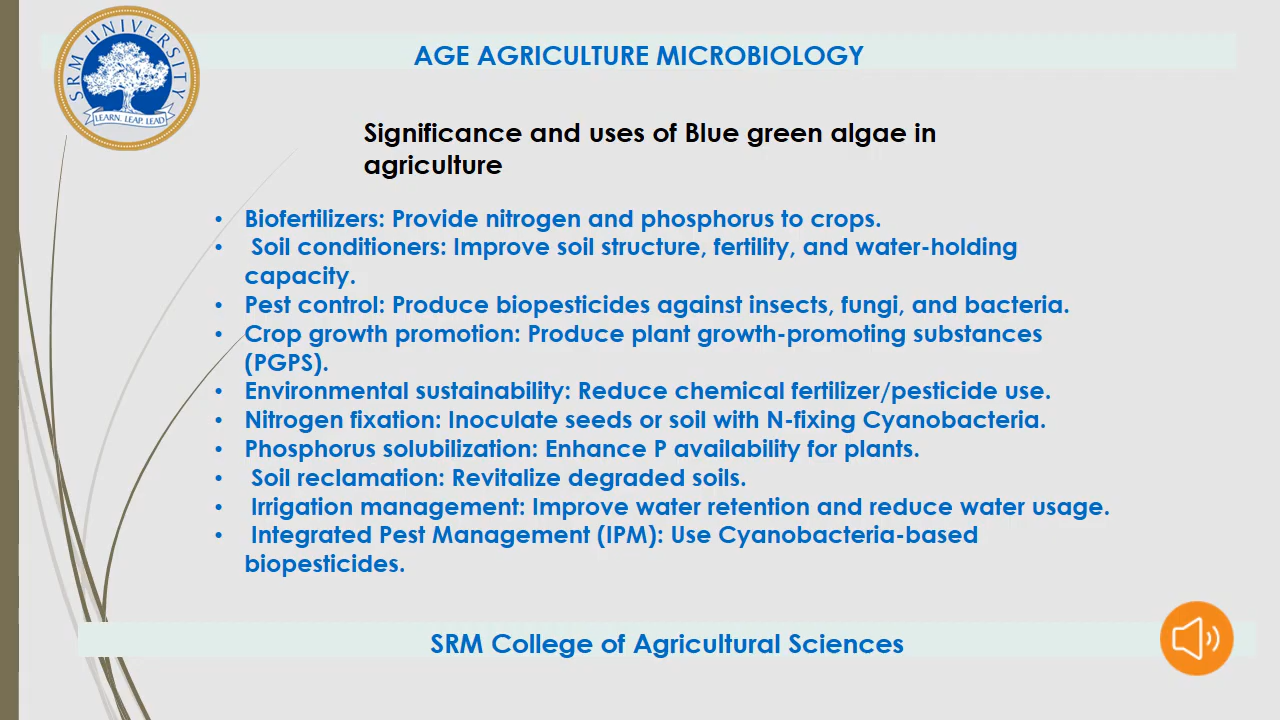 SRM UNIVERSITY
LEARN. LEAP. LEAD
AGE AGRICULTURE MICROBIOLOGY
Significance and uses of Blue green algae in
agriculture
• Biofertilizers: Provide nitrogen and phosphorus to crops.
• Soil conditioners: Improve soil structure, fertility, and water-holding
capacity.
• Pest control: Produce biopesticides against insects, fungi, and bacteria.
• Crop growth promotion: Produce plant growth-promoting substances
(PGPS).
• Environmental sustainability: Reduce chemical fertilizer/pesticide use.
• Nitrogen fixation: Inoculate seeds or soil with N-fixing Cyanobacteria.
• Phosphorus solubilization: Enhance P availability for plants.
• Soil reclamation: Revitalize degraded soils.
• Irrigation management: Improve water retention and reduce water usage.
• Integrated Pest Management (IPM): Use Cyanobacteria-based
biopesticides.
SRM College of Agricultural Sciences